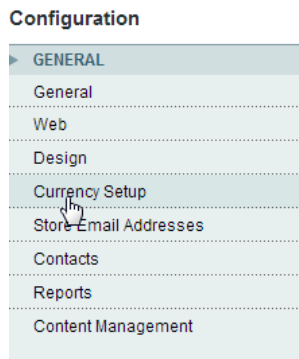 Configuration
GENERAL
General
Web
Design
Currency Setup
Store Email Addresses
Contacts
Reports
Content Management